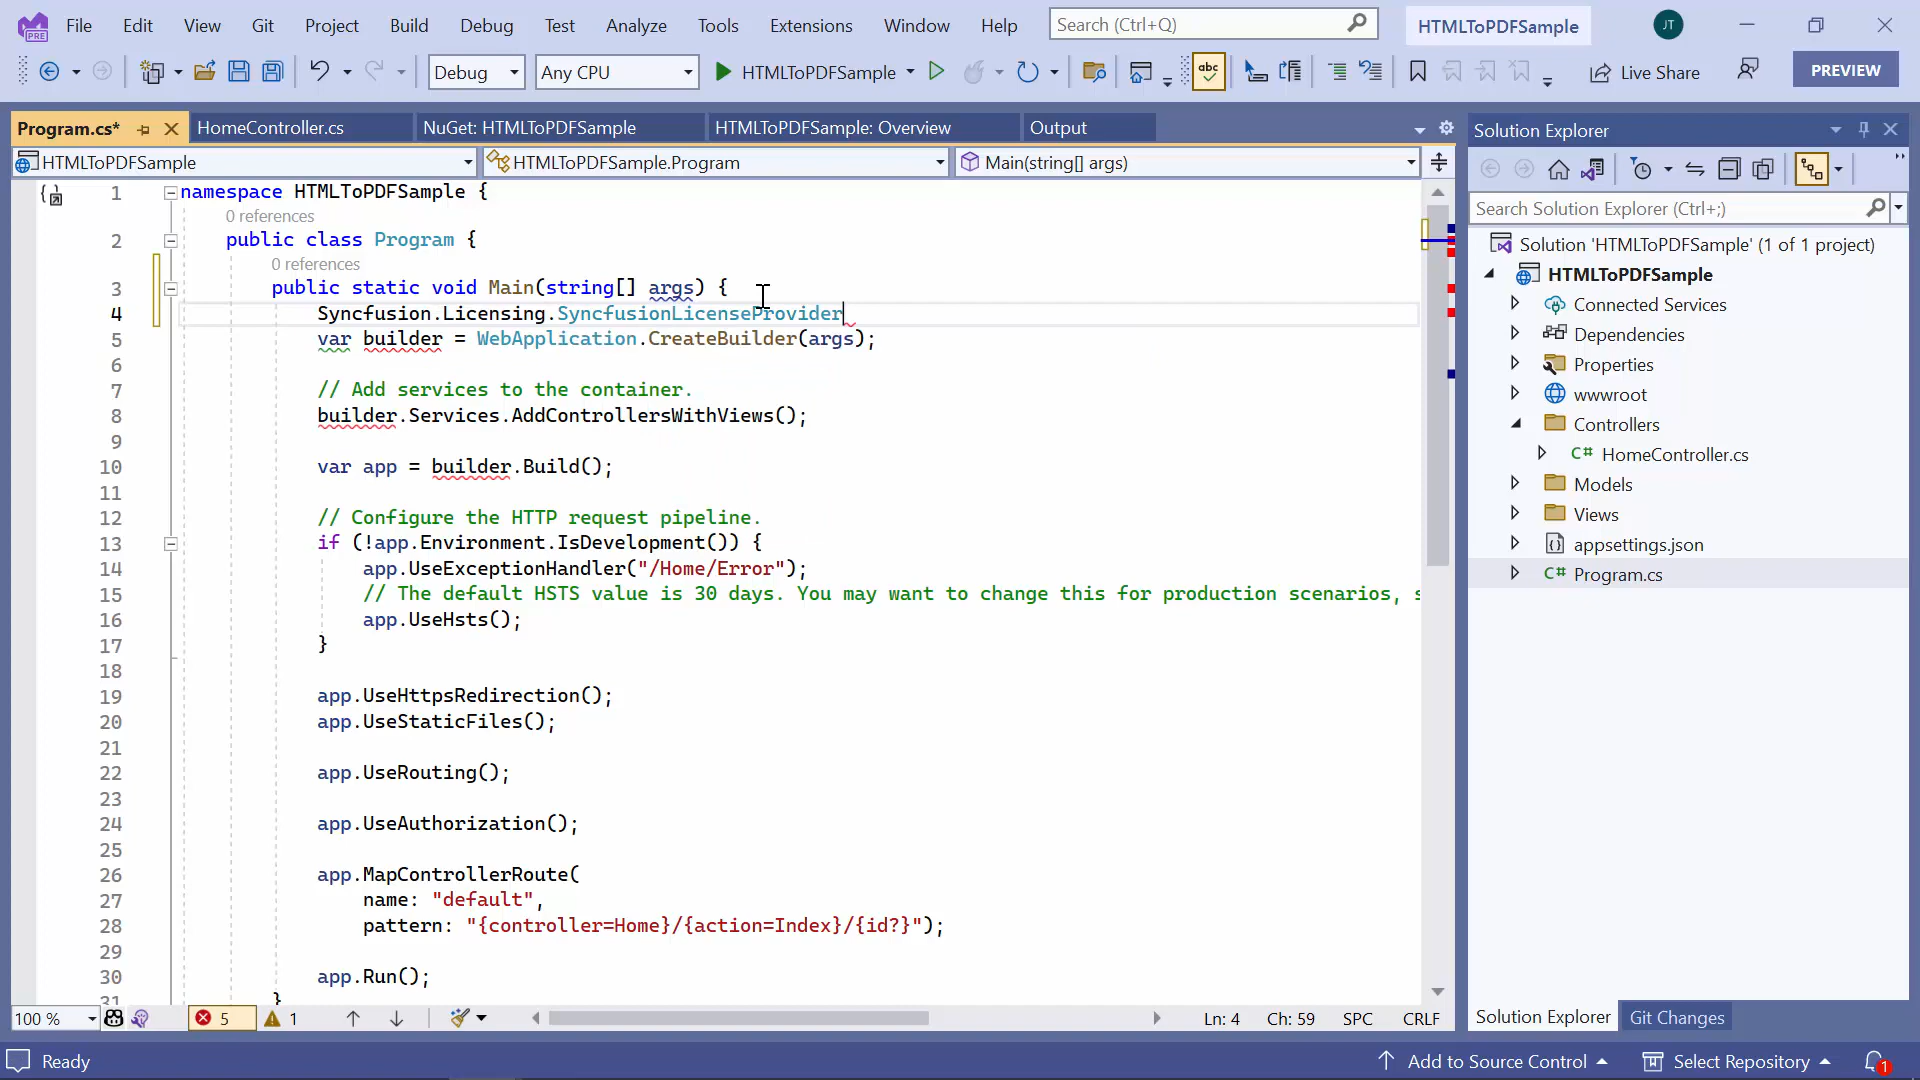 File Edit View Git Project Build Debug Test Analyze Tools Extensions Window Help Search (Ctrl+Q) HTMLToPDFSample JT
Debug Any CPU HTMLToPDFSample abc Live Share PREVIEW
Program.cs* HomeController.cs NuGet: HTMLToPDFSample HTMLToPDFSample: Overview Output
HTMLToPDFSample HTMLToPDFSample.Program Main(string[] args)
1 namespace HTMLToPDFSample {
0 references
2 public class Program {
0 references
3 public static void Main(string[] args) {
4 Syncfusion.Licensing.SyncfusionLicenseProvider
5 var builder = WebApplication.CreateBuilder(args);
6
7 // Add services to the container.
8 builder.Services.AddControllersWithViews();
9
10 var app = builder.Build();
11
12 // Configure the HTTP request pipeline.
13 if (!app.Environment.IsDevelopment()) {
14 app.UseExceptionHandler("/Home/Error");
15 // The default HSTS value is 30 days. You may want to change this for production scenarios, s
16 app.UseHsts();
17 }
18
19 app.UseHttpsRedirection();
20 app.UseStaticFiles();
21
22 app.UseRouting();
23
24 app.UseAuthorization();
25
26 app.MapControllerRoute(
27 name: "default",
28 pattern: "{controller=Home}/{action=Index}/{id?}");
29
30 app.Run();
31 }
100 % 5 1 Ln: 4 Ch: 59 SPC CRLF
Solution Explorer
Search Solution Explorer (Ctrl+;)
Solution 'HTMLToPDFSample' (1 of 1 project)
HTMLToPDFSample
Connected Services
Dependencies
Properties
wwwroot
Controllers
C# HomeController.cs
Models
Views
appsettings.json
C# Program.cs
Solution Explorer Git Changes
Ready Add to Source Control Select Repository 1